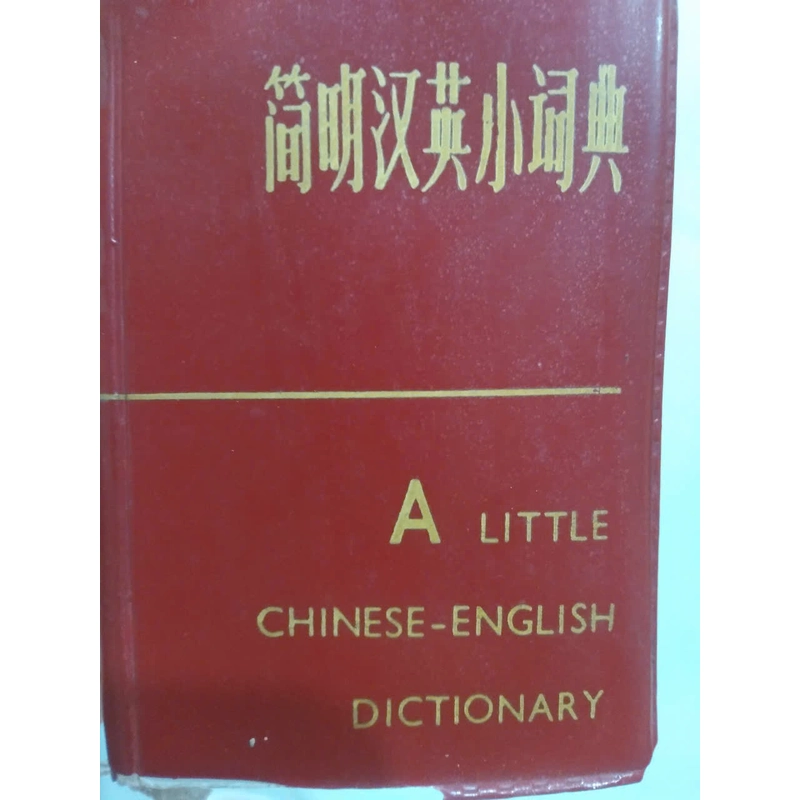 简明汉英小词典
A LITTLE
CHINESE-ENGLISH
DICTIONARY